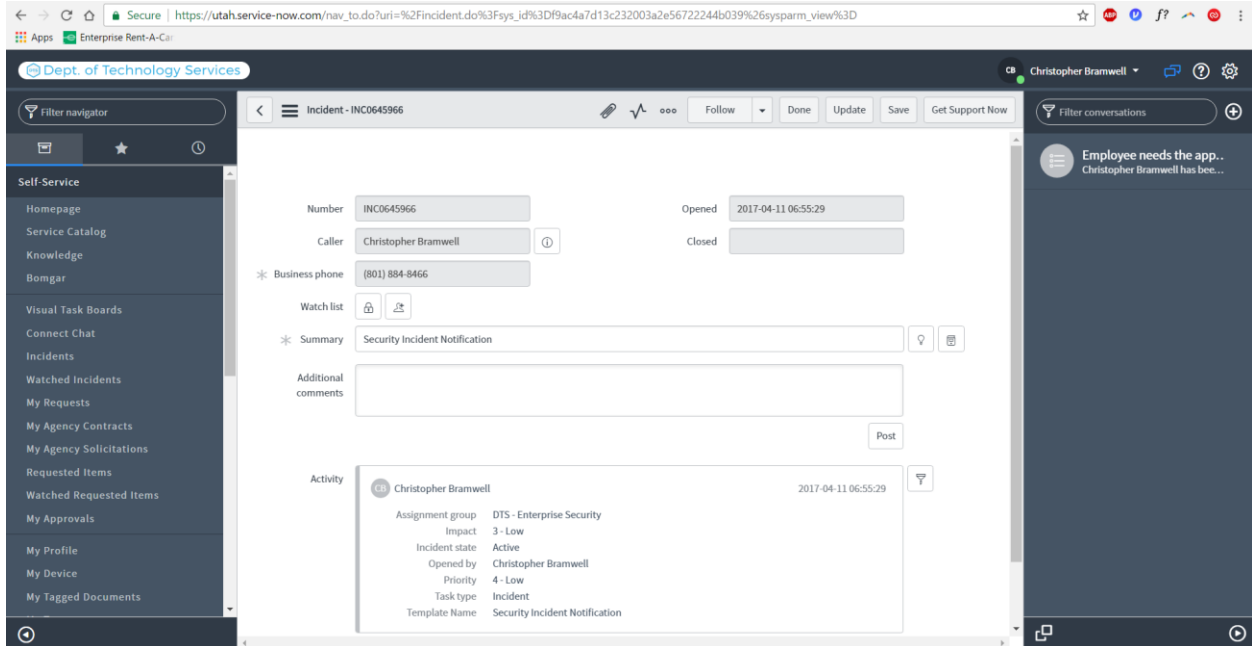 Secure | https://utah.service-now.com/nav_to.do?uri=%2Fincident.do%3Fsys_id%3Df9ac4a7d13c232003a2e56722244b039%26sysparm_view%3D
ABP f?
Apps Enterprise Rent-A-Car
Dept. of Technology Services
CB Christopher Bramwell
Filter navigator
Self-Service
Homepage
Service Catalog
Knowledge
Bomgar
Visual Task Boards
Connect Chat
Incidents
Watched Incidents
My Requests
My Agency Contracts
My Agency Solicitations
Requested Items
Watched Requested Items
My Approvals
My Profile
My Device
My Tagged Documents
Incident - INC0645966
Follow Done Update Save Get Support Now
Number INC0645966 Opened 2017-04-11 06:55:29
Caller Christopher Bramwell Closed
Business phone (801) 884-8466
Watch list
Summary Security Incident Notification
Additional
comments
Post
Activity
CB Christopher Bramwell 2017-04-11 06:55:29
Assignment group DTS - Enterprise Security
Impact 3 - Low
Incident state Active
Opened by Christopher Bramwell
Priority 4 - Low
Task type Incident
Template Name Security Incident Notification
Filter conversations
Employee needs the app..
Christopher Bramwell has bee...